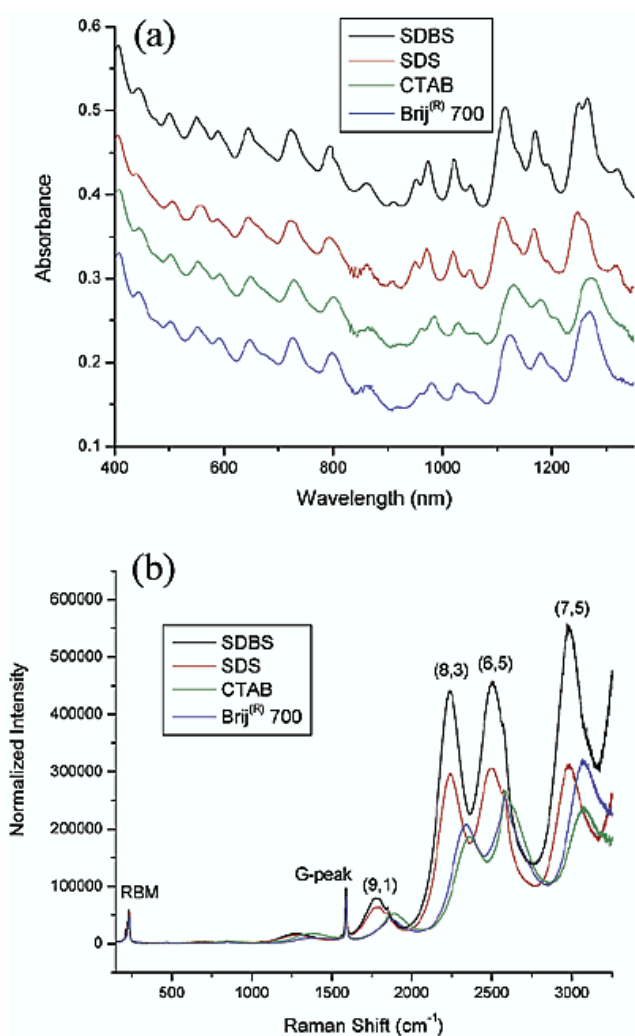 (a)
SDBS
SDS
CTAB
Brij(R) 700
0.6
0.5
0.4
0.3
0.2
0.1
Absorbance
400
600
800
1000
1200
Wavelength (nm)
(b)
SDBS
SDS
CTAB
Brij(R) 700
600000
500000
400000
300000
200000
100000
0
Normalized Intensity
RBM
G-peak
(9,1)
(8,3)
(6,5)
(7,5)
500
1000
1500
2000
2500
3000
Raman Shift (cm-1)